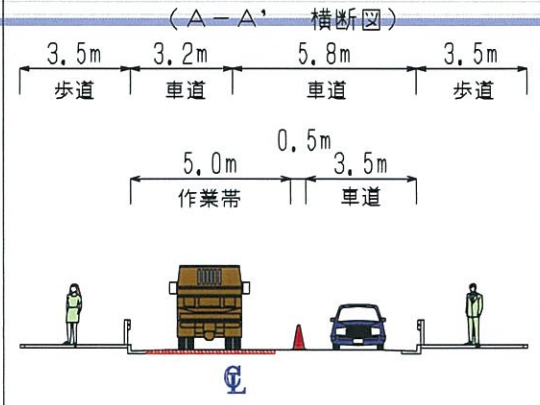 (A-A' 横断図)
3.5m 3.2m 5.8m 3.5m
歩道 車道 車道 歩道
0.5m
5.0m 3.5m
作業帯 車道
CL